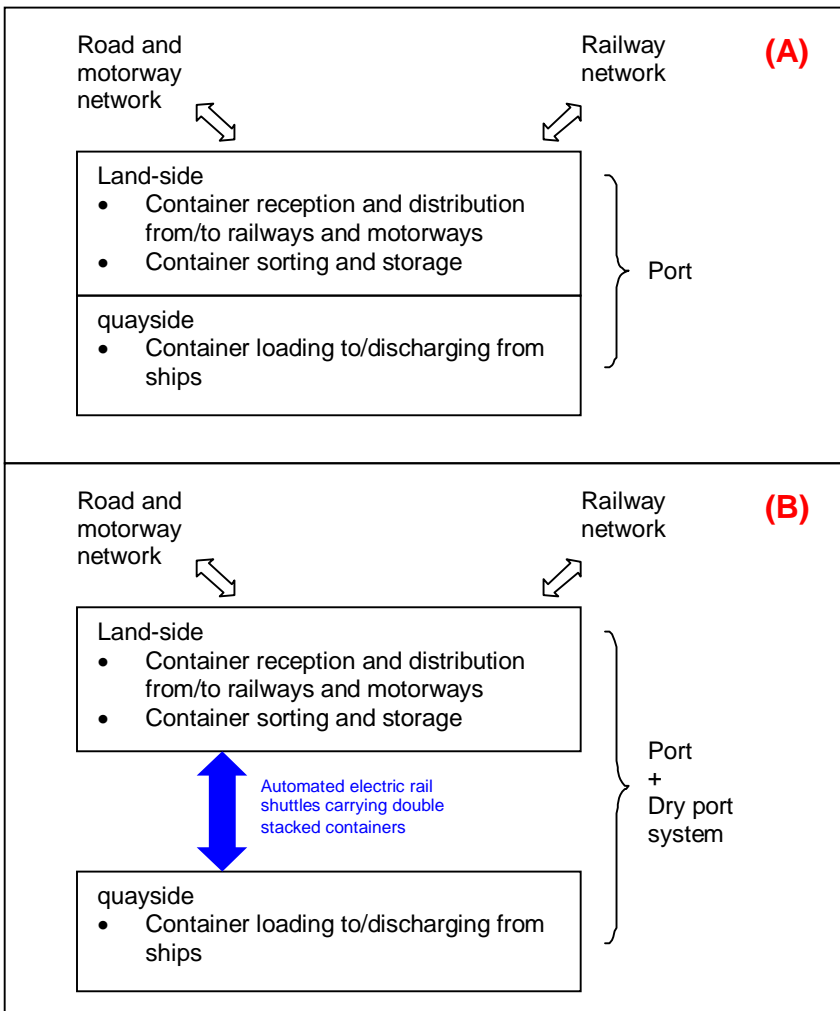 Road and
motorway
network
Railway
network
(A)
Land-side
• Container reception and distribution
from/to railways and motorways
• Container sorting and storage
quayside
• Container loading to/discharging from
ships
Port
Road and
motorway
network
Railway
network
(B)
Land-side
• Container reception and distribution
from/to railways and motorways
• Container sorting and storage
Automated electric rail
shuttles carrying double
stacked containers
quayside
• Container loading to/discharging from
ships
Port
+
Dry port
system